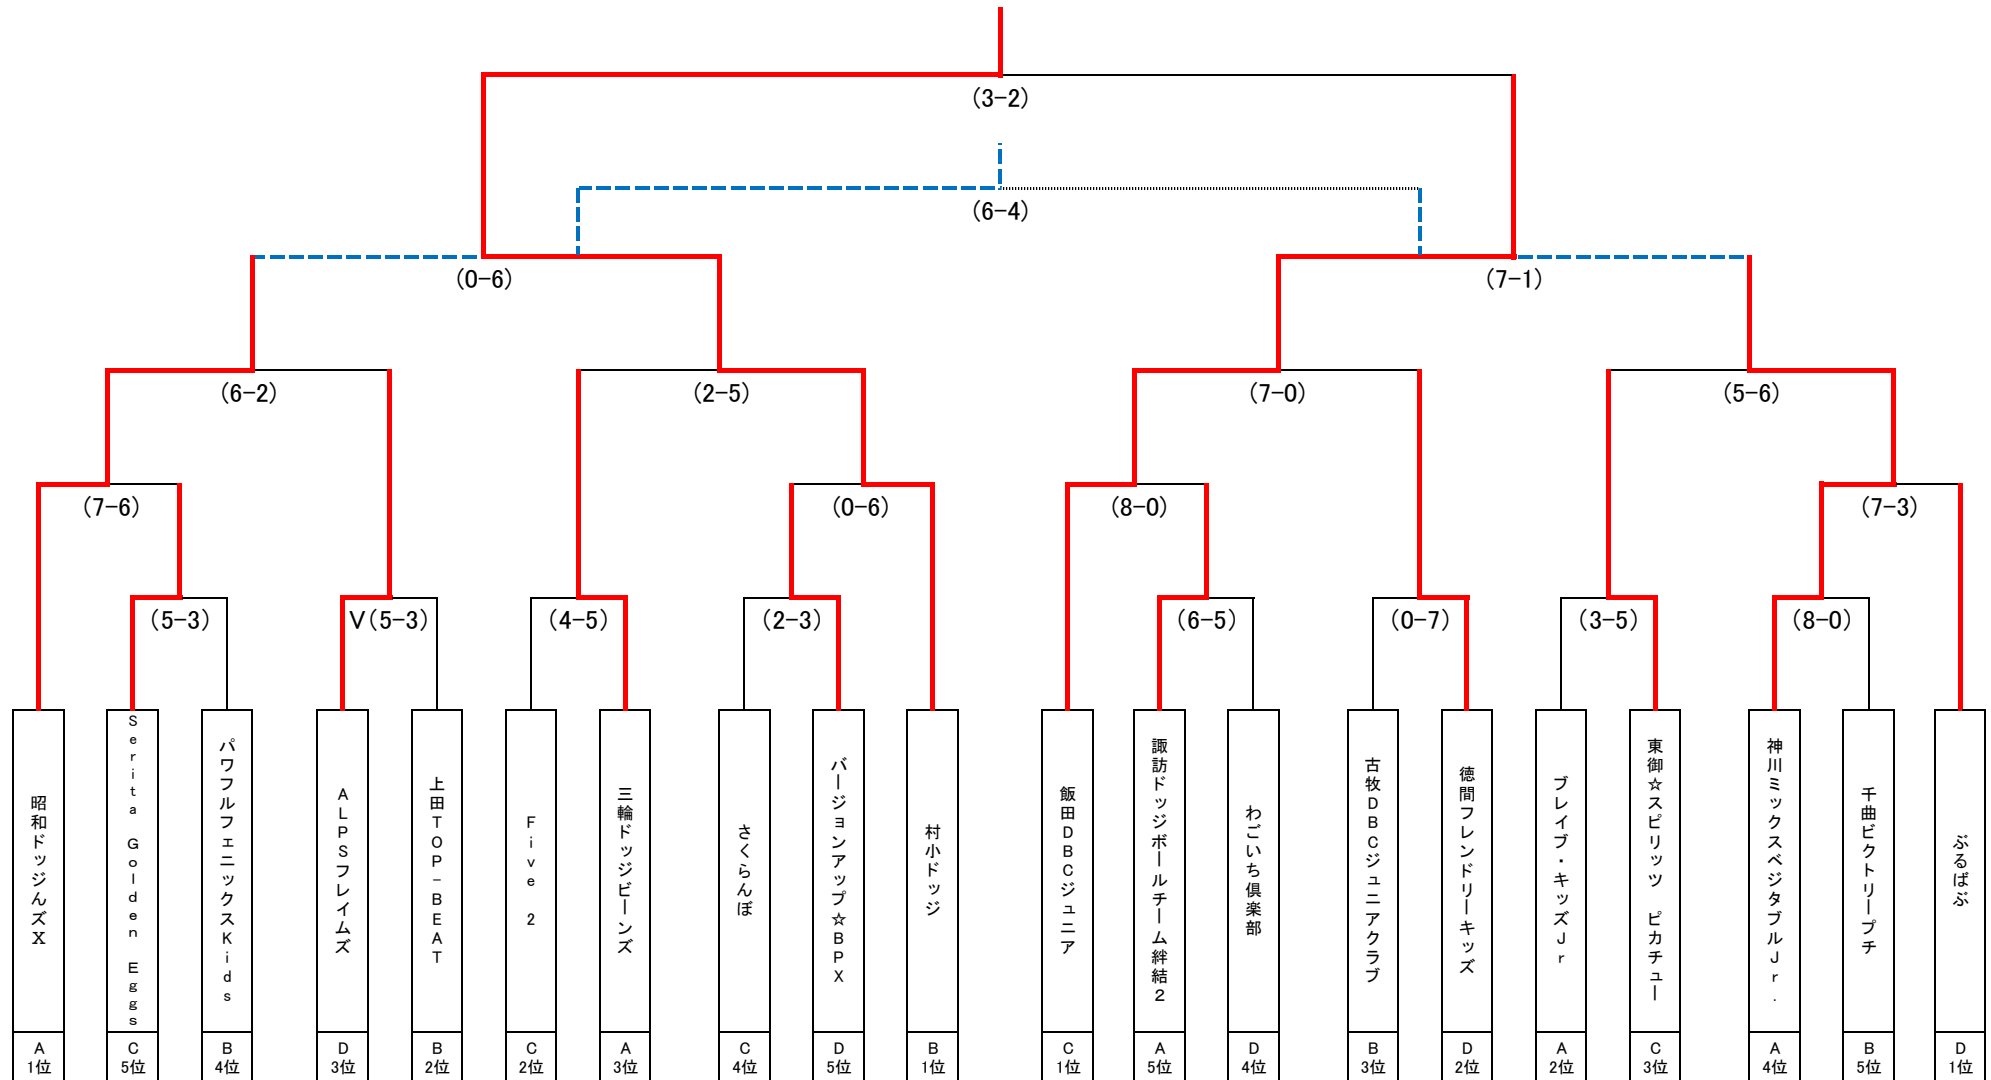 (3-2)
(6-4)
(0-6)
(7-1)
(6-2)
(2-5)
(7-0)
(5-6)
(7-6)
(0-6)
(8-0)
(7-3)
(5-3)
V(5-3)
(4-5)
(2-3)
(6-5)
(0-7)
(3-5)
(8-0)
昭和ドッジんズX
Serita Golden Eggs
パワフルフェニックスKids
ALPSフレイムズ
上田TOP-BEAT
Five 2
三輪ドッジビーンズ
さくらんぼ
バージョンアップ☆BPX
村小ドッジ
飯田DBCジュニア
諏訪ドッジボールチーム絆結2
わごいち倶楽部
古牧DBCジュニアクラブ
徳間フレンドリーキッズ
ブレイブ・キッズJr
東御☆スピリッツ ピカチュー
神川ミックスベジタブルJr.
千曲ビクトリープチ
ぶるばぶ
A
1位
C
5位
B
4位
D
3位
B
2位
C
2位
A
3位
C
4位
D
5位
B
1位
C
1位
A
5位
D
4位
B
3位
D
2位
A
2位
C
3位
A
4位
B
5位
D
1位